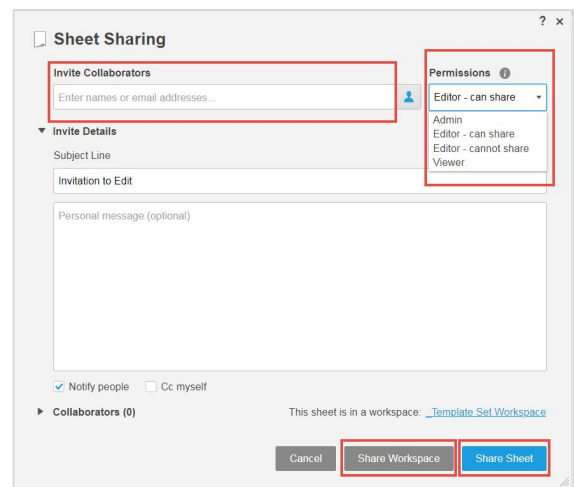 ? ×
Sheet Sharing
Invite Collaborators
Permissions i
Enter names or email addresses...
Editor - can share
Admin
Editor - can share
Editor - cannot share
Viewer
Invite Details
Subject Line
Invitation to Edit
Personal message (optional)
Notify people Cc myself
Collaborators (0) This sheet is in a workspace: _Template Set Workspace
Cancel Share Workspace Share Sheet